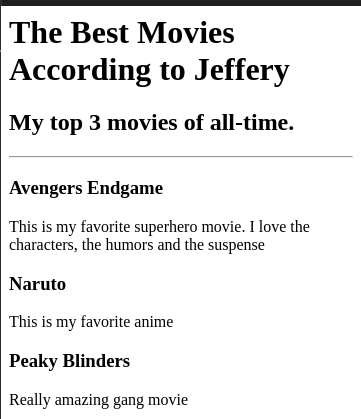 The Best Movies
According to Jeffery
My top 3 movies of all-time.
Avengers Endgame
This is my favorite superhero movie. I love the
characters, the humors and the suspense
Naruto
This is my favorite anime
Peaky Blinders
Really amazing gang movie